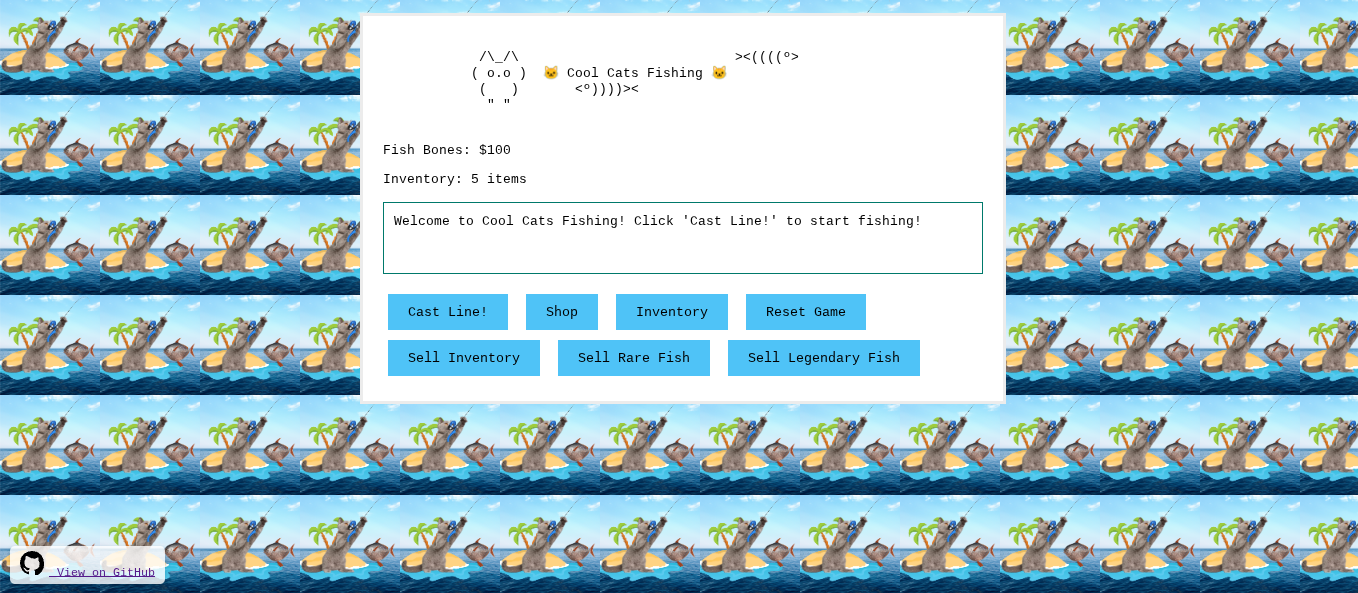 /\_/\                           ><((((º>
( o.o )  🐱 Cool Cats Fishing 🐱
(   )       <º))))><
" "
Fish Bones: $100
Inventory: 5 items
Welcome to Cool Cats Fishing! Click 'Cast Line!' to start fishing!
Cast Line! Shop Inventory Reset Game
Sell Inventory Sell Rare Fish Sell Legendary Fish
View on GitHub